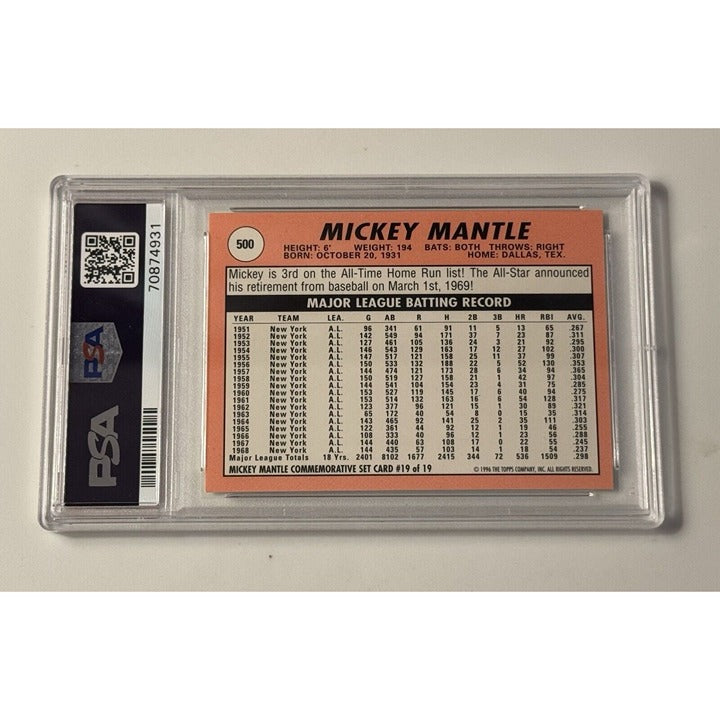 PSA
PSA
70874931
500
MICKEY MANTLE
HEIGHT: 6' WEIGHT: 194 BATS: BOTH THROWS: RIGHT
BORN: OCTOBER 20, 1931 HOME: DALLAS, TEX.
Mickey is 3rd on the All-Time Home Run list! The All-Star announced
his retirement from baseball on March 1st, 1969!
MAJOR LEAGUE BATTING RECORD
YEAR TEAM LEA. G AB R H 2B 3B HR RBI AVG.
1951 New York A.L. 96 341 61 91 11 5 13 65 .267
1952 New York A.L. 142 549 94 171 37 7 23 87 .311
1953 New York A.L. 127 461 105 136 24 3 21 92 .295
1954 New York A.L. 146 543 129 163 17 12 27 102 .300
1955 New York A.L. 147 517 121 158 25 11 37 99 .307
1956 New York A.L. 150 533 132 188 22 5 52 130 .353
1957 New York A.L. 144 474 121 173 28 6 34 94 .365
1958 New York A.L. 150 519 127 158 21 1 42 97 .304
1959 New York A.L. 144 541 104 154 23 4 31 75 .285
1960 New York A.L. 153 527 119 145 17 6 40 94 .275
1961 New York A.L. 153 514 132 163 16 6 54 128 .317
1962 New York A.L. 123 377 96 121 15 1 30 89 .321
1963 New York A.L. 65 172 40 54 8 0 15 35 .314
1964 New York A.L. 143 465 92 141 25 2 35 111 .303
1965 New York A.L. 122 361 44 92 12 1 19 46 .255
1966 New York A.L. 108 333 40 96 12 1 23 56 .288
1967 New York A.L. 144 440 63 108 17 0 22 55 .245
1968 New York A.L. 144 435 57 103 14 1 18 54 .237
Major League Totals 18 Yrs. 2401 8102 1677 2415 344 72 536 1509 .298
MICKEY MANTLE COMMEMORATIVE SET CARD #19 of 19 © 1996 THE TOPPS COMPANY, INC. ALL RIGHTS RESERVED.